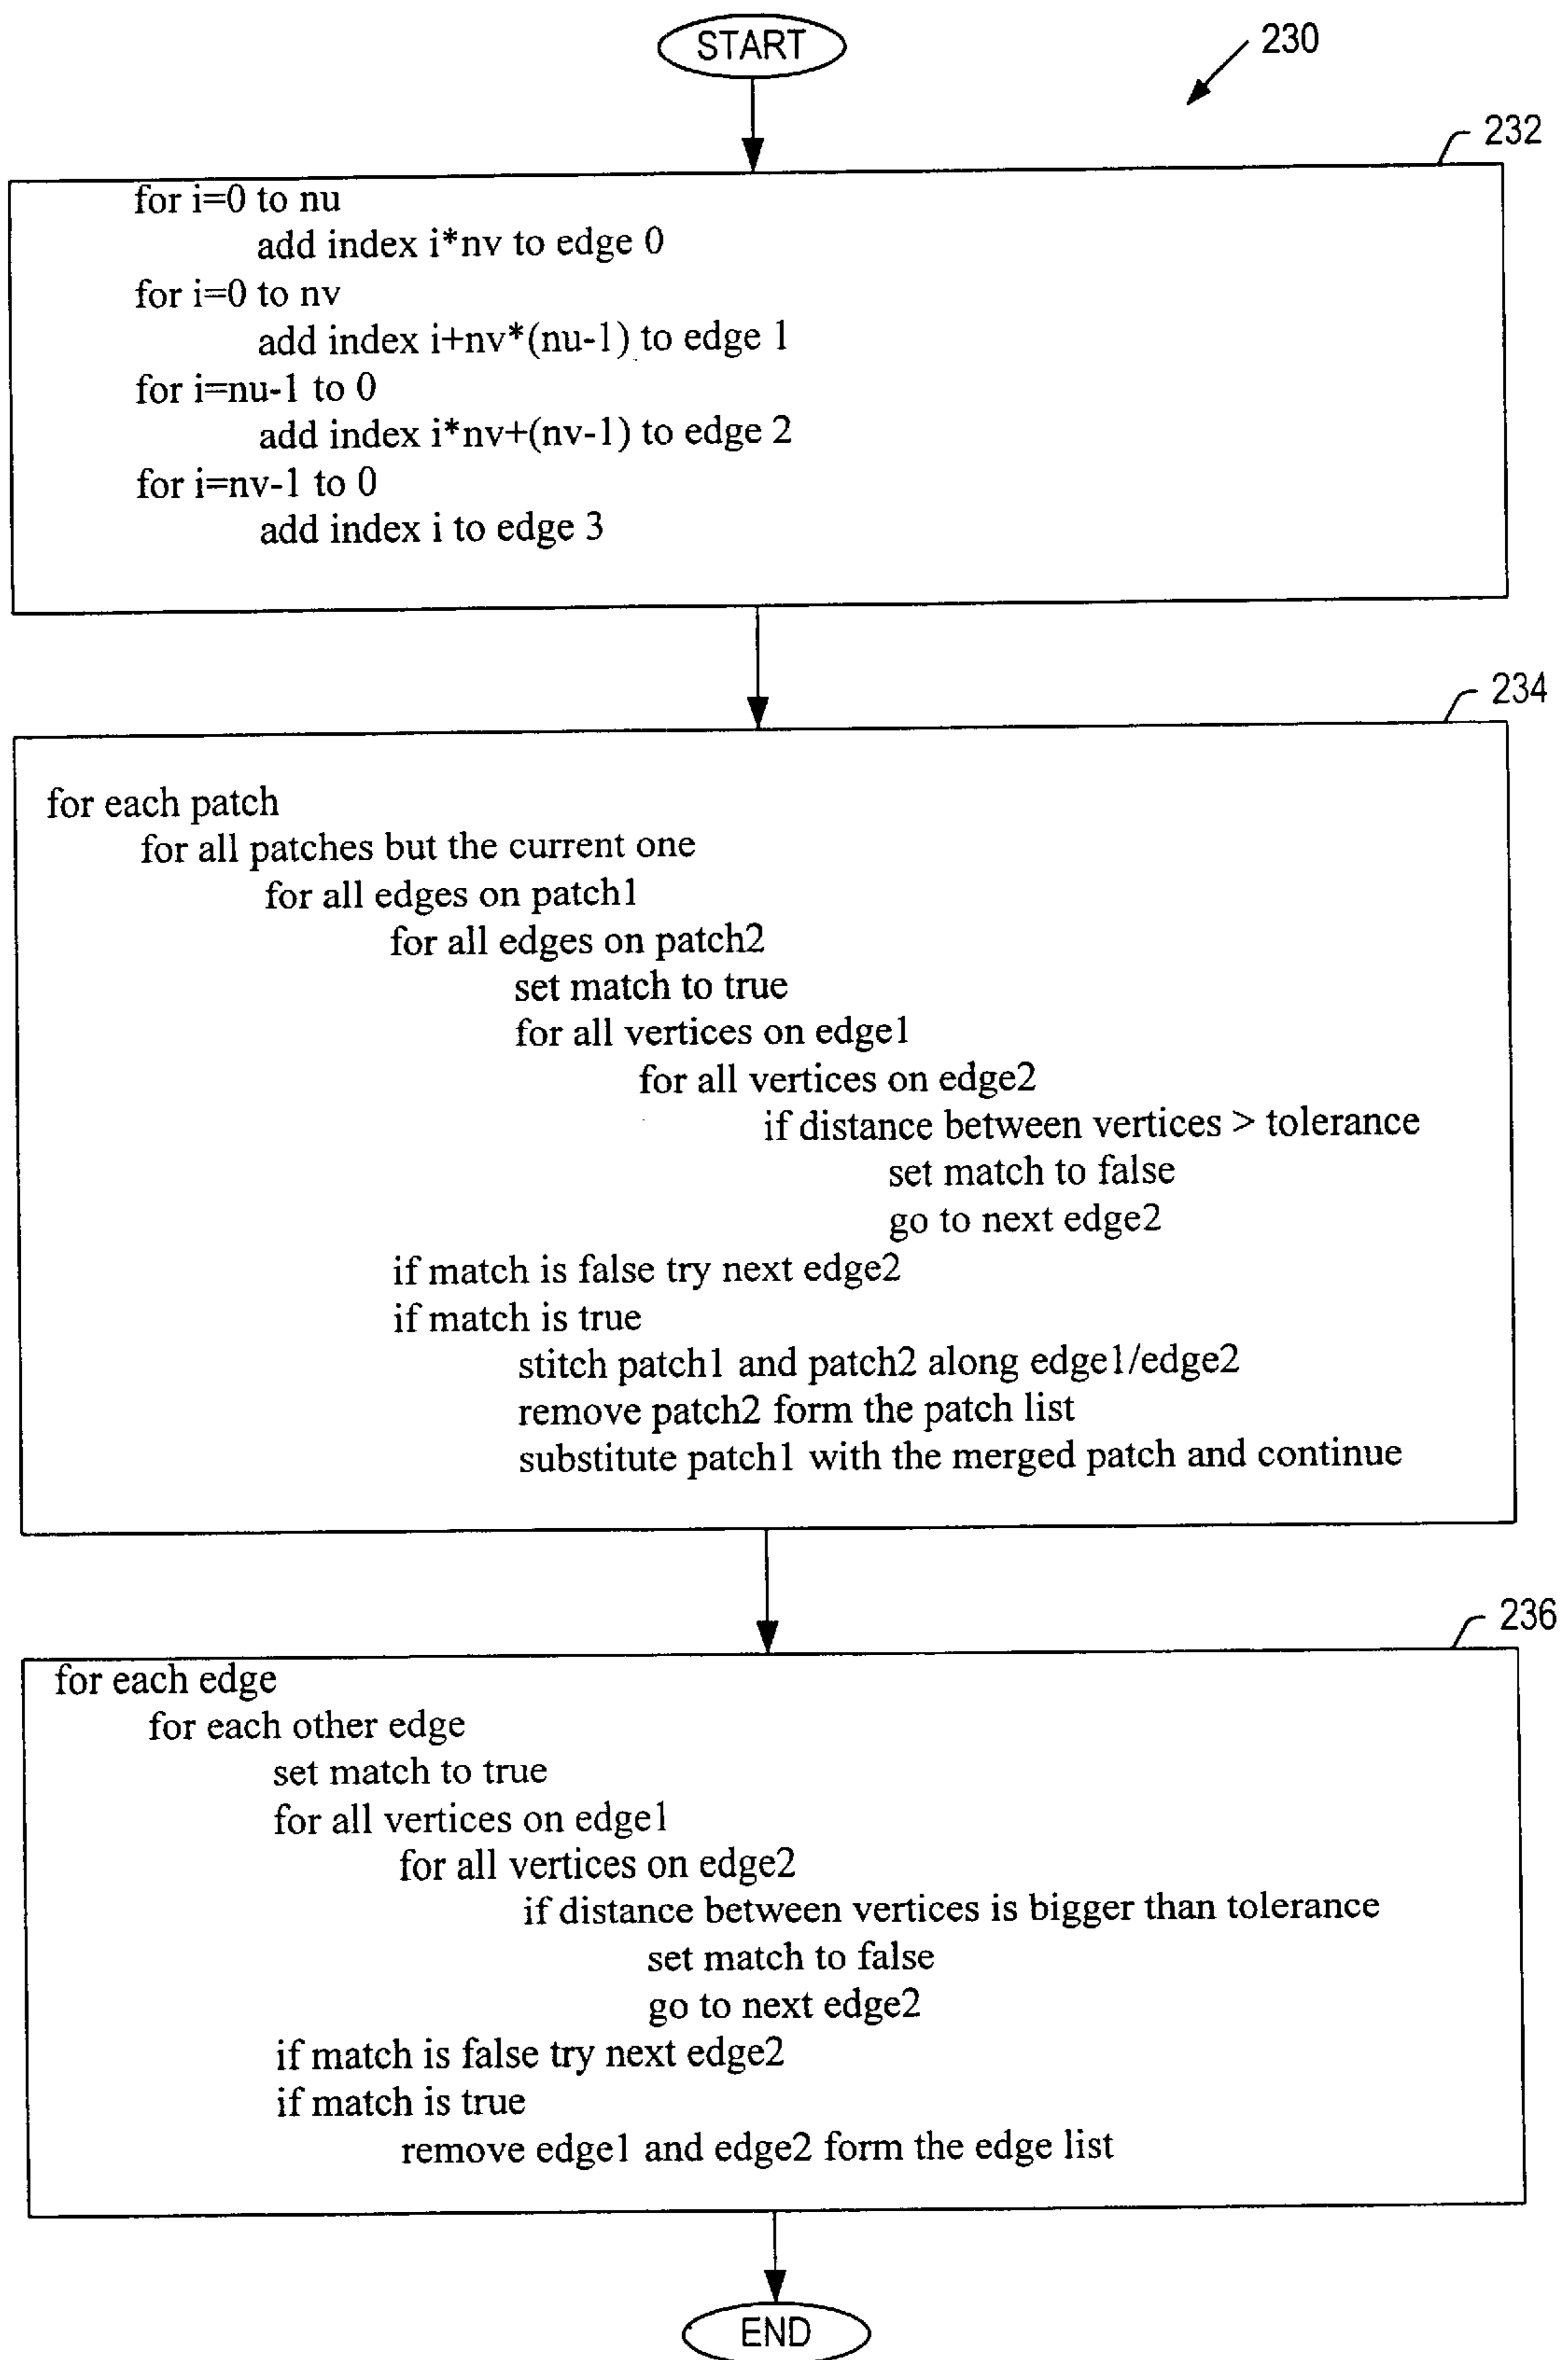 START
230
232
for i=0 to nu
add index i*nv to edge 0
for i=0 to nv
add index i+nv*(nu-1) to edge 1
for i=nu-1 to 0
add index i*nv+(nv-1) to edge 2
for i=nv-1 to 0
add index i to edge 3
234
for each patch
for all patches but the current one
for all edges on patch1
for all edges on patch2
set match to true
for all vertices on edge1
for all vertices on edge2
if distance between vertices > tolerance
set match to false
go to next edge2
if match is false try next edge2
if match is true
stitch patch1 and patch2 along edge1/edge2
remove patch2 form the patch list
substitute patch1 with the merged patch and continue
236
for each edge
for each other edge
set match to true
for all vertices on edge1
for all vertices on edge2
if distance between vertices is bigger than tolerance
set match to false
go to next edge2
if match is false try next edge2
if match is true
remove edge1 and edge2 form the edge list
END